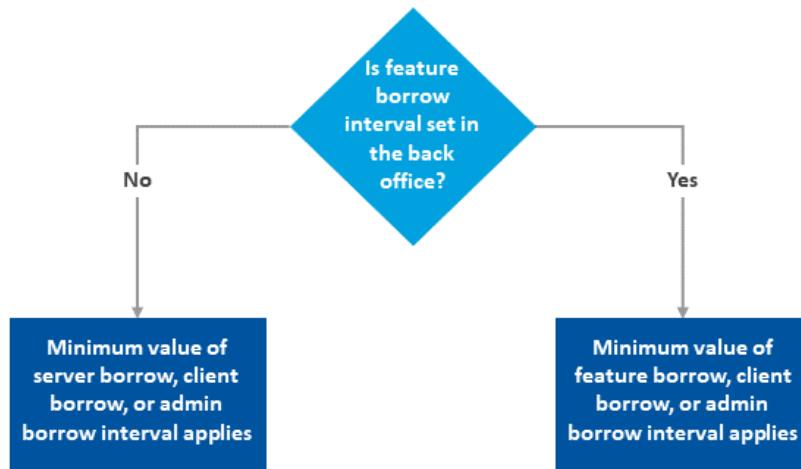 Is feature
borrow
interval set in
the back
office?
No
Yes
Minimum value of
server borrow, client
borrow, or admin
borrow interval applies
Minimum value of
feature borrow, client
borrow, or admin
borrow interval applies